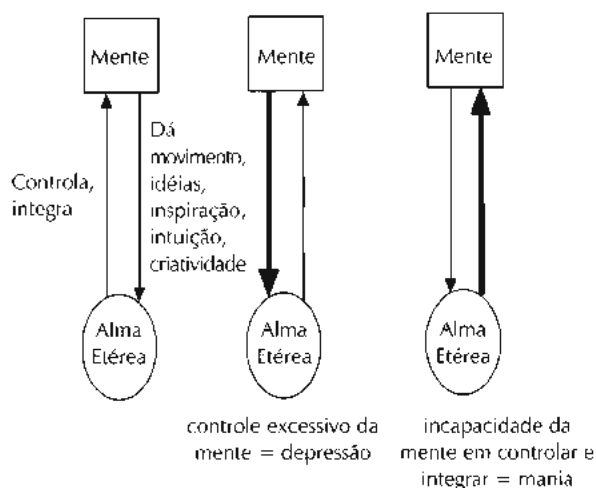 Mente
Mente
Mente
Controla,
integra
Dá
movimento,
idéias,
inspiração,
intuição,
criatividade
Alma
Etérea
Alma
Etérea
Alma
Etérea
controle excessivo da
mente = depressão
incapacidade da
mente em controlar e
integrar = mania